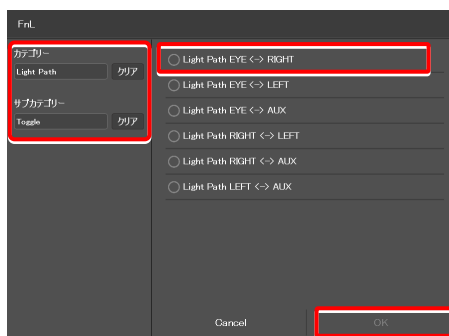 FnL
カテゴリー
Light Path クリア
サブカテゴリー
Toggle クリア
Light Path EYE <-> RIGHT
Light Path EYE <-> LEFT
Light Path EYE <-> AUX
Light Path RIGHT <-> LEFT
Light Path RIGHT <-> AUX
Light Path LEFT <-> AUX
Cancel OK